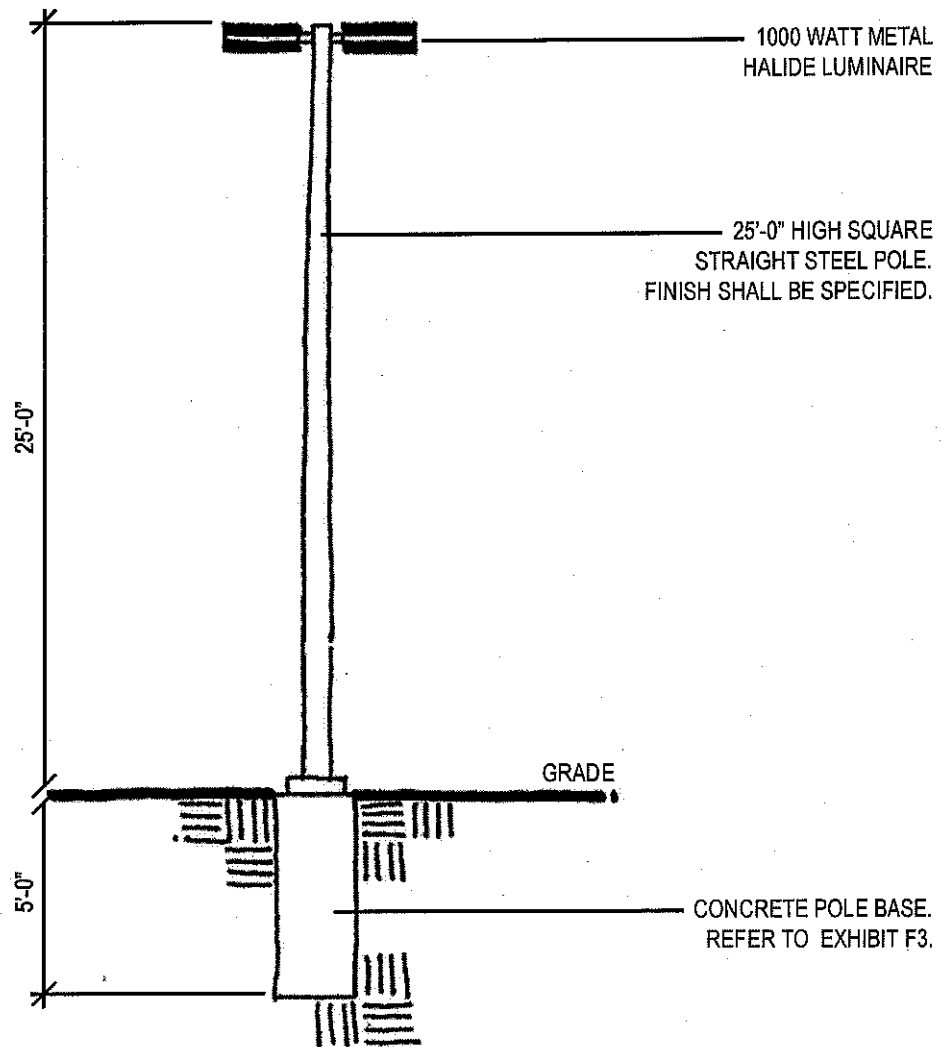 1000 WATT METAL
HALIDE LUMINAIRE
25'-0" HIGH SQUARE
STRAIGHT STEEL POLE.
FINISH SHALL BE SPECIFIED.
25'-0"
GRADE
5'-0"
CONCRETE POLE BASE.
REFER TO EXHIBIT F3.